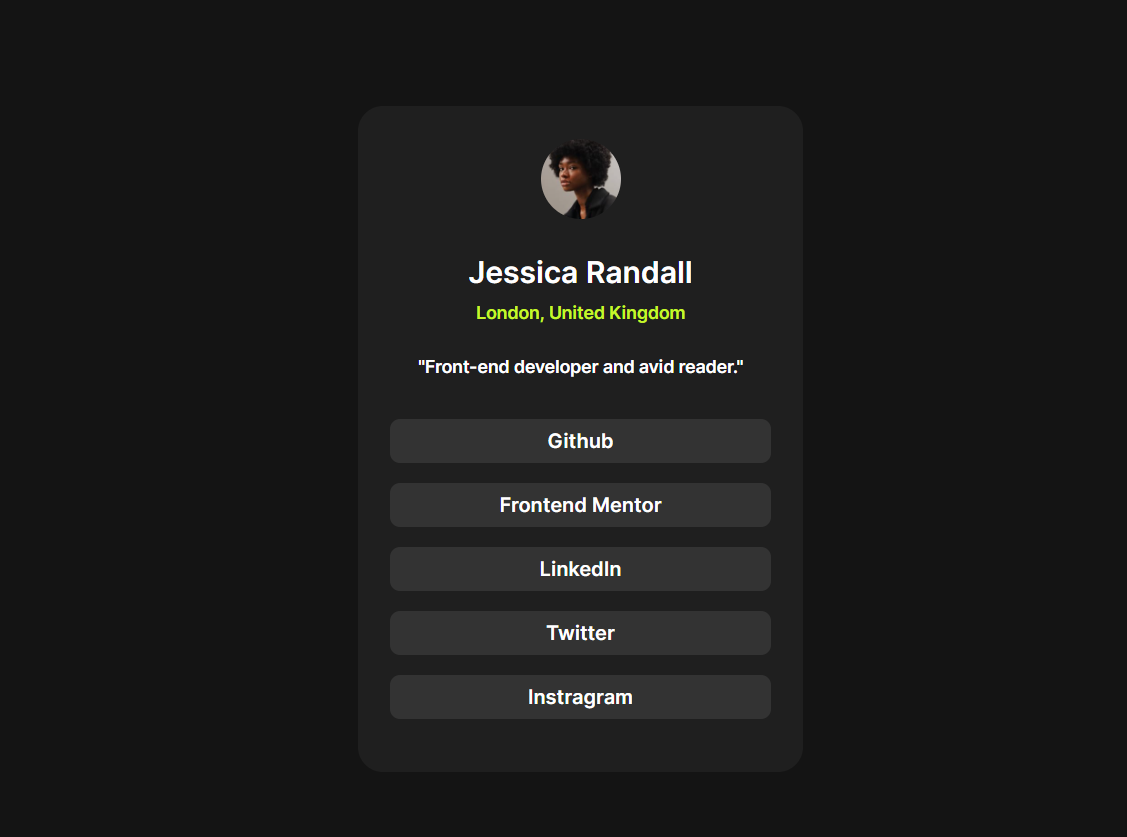 Jessica Randall
London, United Kingdom
"Front-end developer and avid reader."
Github
Frontend Mentor
LinkedIn
Twitter
Instragram